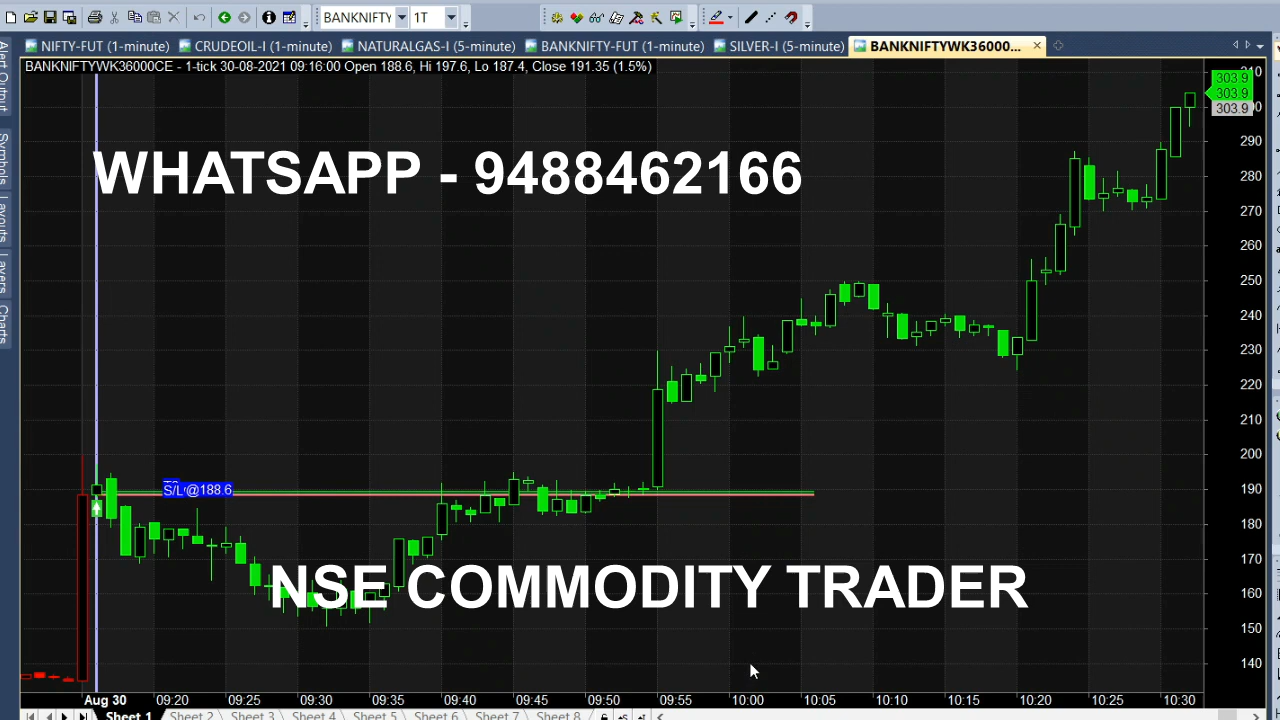 BANKNIFTY 1T
NIFTY-FUT (1-minute) CRUDEOIL-I (1-minute) NATURALGAS-I (5-minute) BANKNIFTY-FUT (1-minute) SILVER-I (5-minute) BANKNIFTYWK36000...
BANKNIFTYWK36000CE - 1-tick 30-08-2021 09:16:00 Open 188.6, Hi 197.6, Lo 187.4, Close 191.35 (1.5%)
Alert Output
Symbols
Layouts
Layers
Charts
WHATSAPP - 9488462166
303.9
303.9
303.9
290
280
270
260
250
240
230
220
210
200
190
180
170
160
150
140
S/L @188.6
NSE COMMODITY TRADER
Aug 30 09:20 09:25 09:30 09:35 09:40 09:45 09:50 09:55 10:00 10:05 10:10 10:15 10:20 10:25 10:30
Sheet 1 Sheet 2 Sheet 3 Sheet 4 Sheet 5 Sheet 6 Sheet 7 Sheet 8